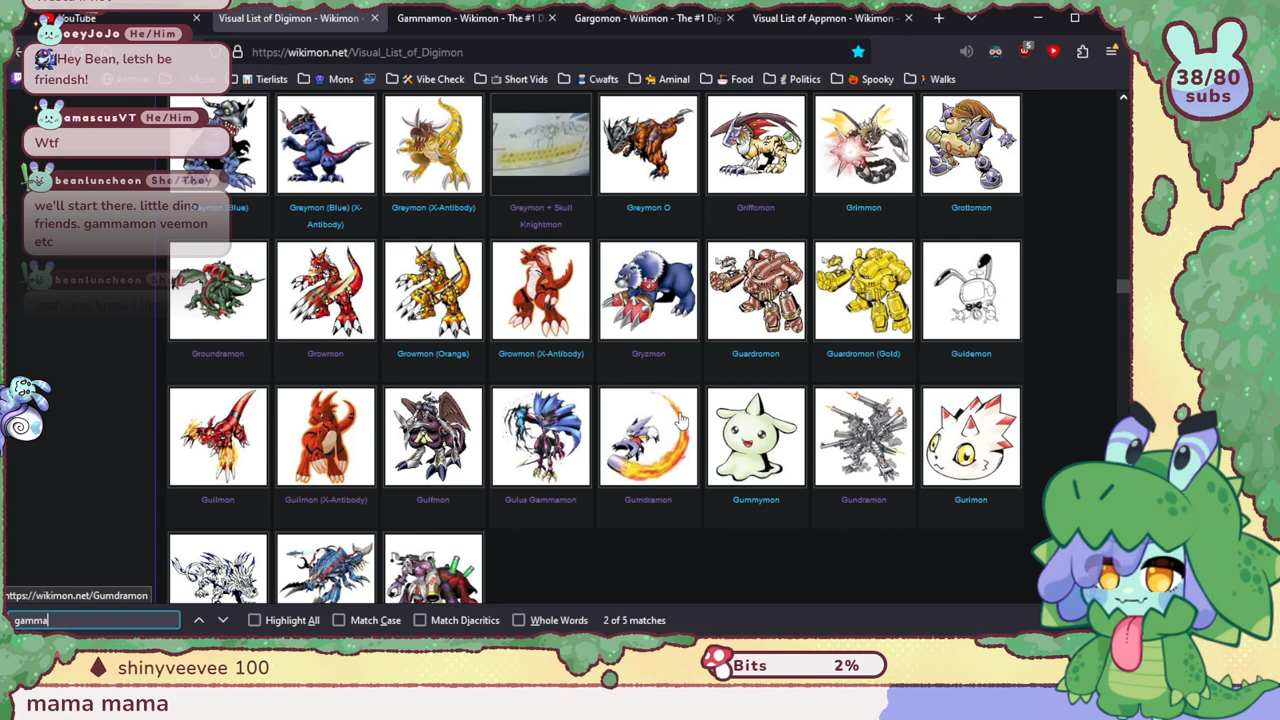 YouTube
Visual List of Digimon - Wikimon -
Gammamon - Wikimon - The #1 D
Gargomon - Wikimon - The #1 Dig
Visual List of Appmon - Wikimon -
oeyJoJo He/Him
Hey Bean, letsh be
friendsh!
https://wikimon.net/Visual_List_of_Digimon
5
Tierlists
Mons
Vibe Check
Short Vids
Cwafts
Aminal
Food
Politics
Spooky
Walks
38/80
subs
amascusVT He/Him
Wtf
beanluncheon She/They
we'll start there. little dino
friends. gammamon veemon
etc
beanluncheon
(Blue)
Greymon (Blue) (X-
Antibody)
Greymon (X-Antibody)
Greymon + Skull
Knightmon
Greymon O
Griffomon
Grimmon
Grottomon
Groundramon
Growmon
Growmon (Orange)
Growmon (X-Antibody)
Gryzmon
Guardromon
Guardromon (Gold)
Guidemon
Guilmon
Guilmon (X-Antibody)
Gulfmon
Gulus Gammamon
Gumdramon
Gummymon
Gundramon
Gurimon
https://wikimon.net/Gumdramon
gamma
Highlight All
Match Case
Match Diacritics
Whole Words
2 of 5 matches
shinyveevee 100
Bits 2%
mama mama